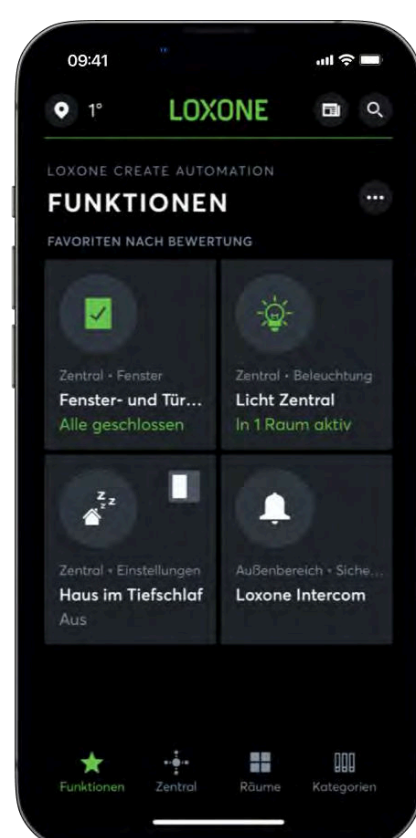 09:41
1°
LOXONE
LOXONE CREATE AUTOMATION
FUNKTIONEN
FAVORITEN NACH BEWERTUNG
Zentral • Fenster
Fenster- und Tür...
Alle geschlossen
Zentral • Beleuchtung
Licht Zentral
In 1 Raum aktiv
z z z
Zentral • Einstellungen
Haus im Tiefschlaf
Aus
Außenbereich • Siche...
Loxone Intercom
Funktionen Zentral Räume Kategorien